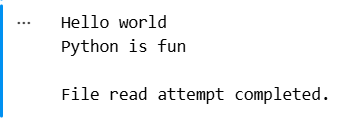 Hello world
Python is fun
File read attempt completed.